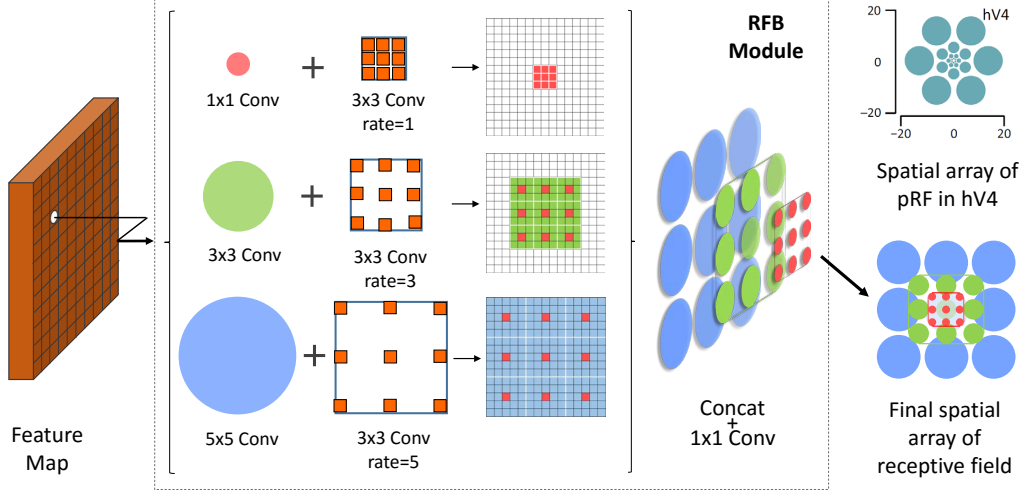 Feature
Map
1x1 Conv
+
3x3 Conv
rate=1
3x3 Conv
+
3x3 Conv
rate=3
5x5 Conv
+
3x3 Conv
rate=5
RFB
Module
Concat
+
1x1 Conv
hV4
20
0
-20
-20
0
20
Spatial array of
pRF in hV4
Final spatial
array of
receptive field